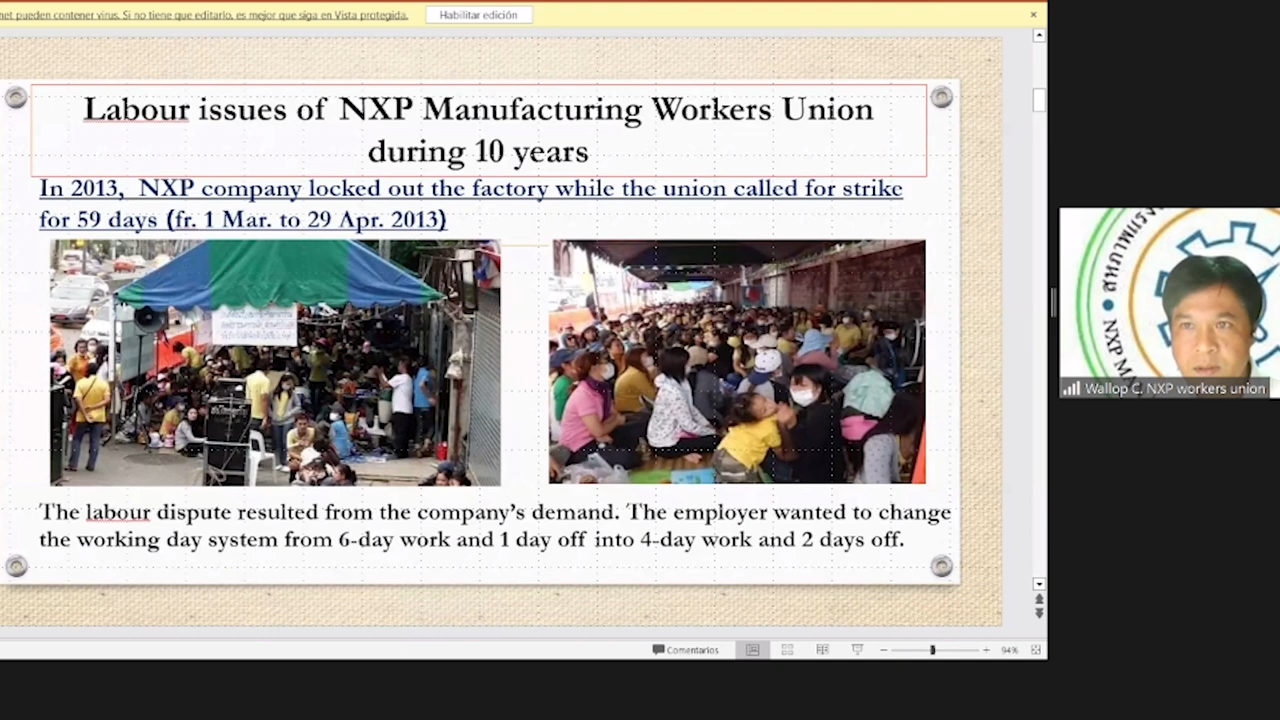 net pueden contener virus. Si no tiene que editarlo, es mejor que siga en Vista protegida.
Habilitar edición
Labour issues of NXP Manufacturing Workers Union
during 10 years
In 2013, NXP company locked out the factory while the union called for strike
for 59 days (fr. 1 Mar. to 29 Apr. 2013)
The labour dispute resulted from the company's demand. The employer wanted to change
the working day system from 6-day work and 1 day off into 4-day work and 2 days off.
Comentarios
94%
NXP
Wallop C. NXP workers union